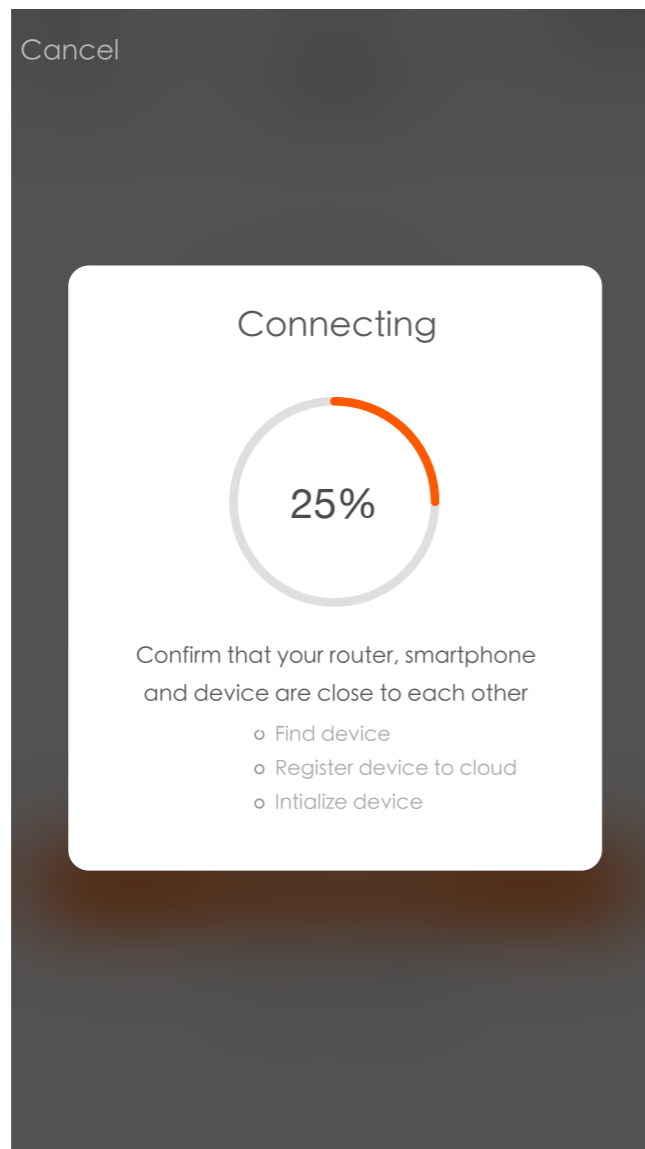 Cancel
Connecting
25%
Confirm that your router, smartphone
and device are close to each other
Find device
Register device to cloud
Intialize device